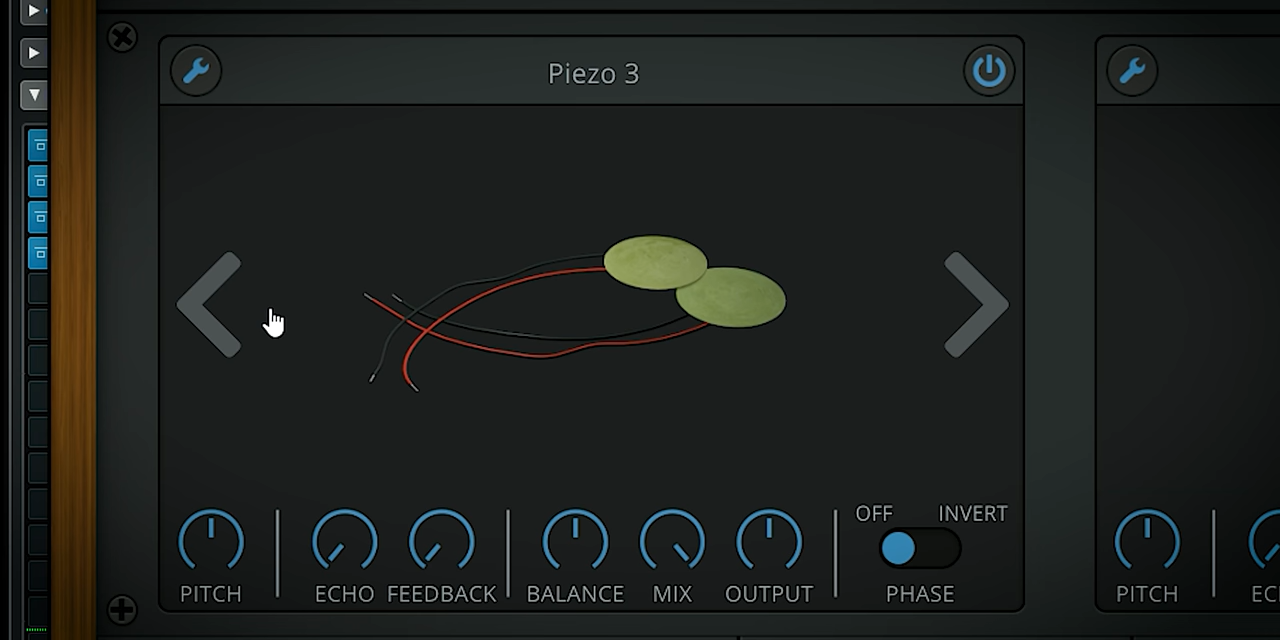 Piezo 3
OFF INVERT
PITCH ECHO FEEDBACK BALANCE MIX OUTPUT PHASE
PITCH